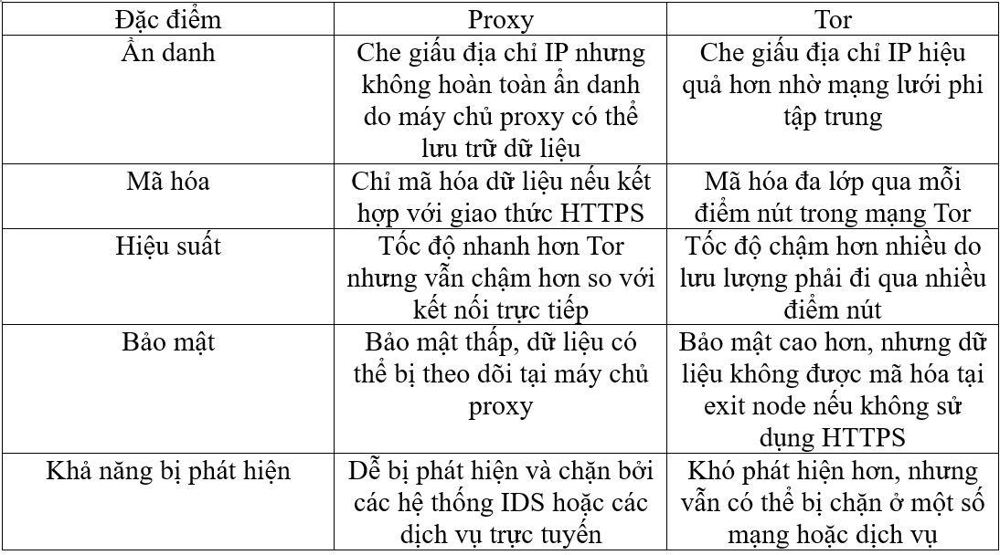 Đặc điểm
Proxy
Tor
Ẩn danh
Che giấu địa chỉ IP nhưng
không hoàn toàn ẩn danh
do máy chủ proxy có thể
lưu trữ dữ liệu
Che giấu địa chỉ IP hiệu
quả hơn nhờ mạng lưới phi
tập trung
Mã hóa
Chỉ mã hóa dữ liệu nếu kết
hợp với giao thức HTTPS
Mã hóa đa lớp qua mỗi
điểm nút trong mạng Tor
Hiệu suất
Tốc độ nhanh hơn Tor
nhưng vẫn chậm hơn so với
kết nối trực tiếp
Tốc độ chậm hơn nhiều do
lưu lượng phải đi qua nhiều
điểm nút
Bảo mật
Bảo mật thấp, dữ liệu có
thể bị theo dõi tại máy chủ
proxy
Bảo mật cao hơn, nhưng dữ
liệu không được mã hóa tại
exit node nếu không sử
dụng HTTPS
Khả năng bị phát hiện
Dễ bị phát hiện và chặn bởi
các hệ thống IDS hoặc các
dịch vụ trực tuyến
Khó phát hiện hơn, nhưng
vẫn có thể bị chặn ở một số
mạng hoặc dịch vụ